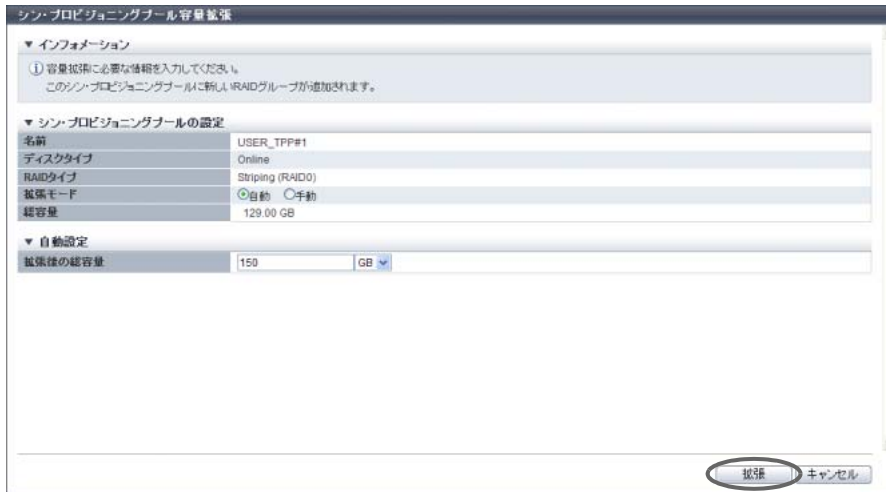 シン・プロビジョニングプール容量拡張
▼ インフォメーション
容量拡張に必要な情報を入力してください。
このシン・プロビジョニングプールに新しいRAIDグループが追加されます。
▼ シン・プロビジョニングプールの設定
名前 USER_TPP#1
ディスクタイプ Online
RAIDタイプ Striping (RAID0)
拡張モード 自動 手動
総容量 129.00 GB
▼ 自動設定
拡張後の総容量 150 GB
拡張 キャンセル